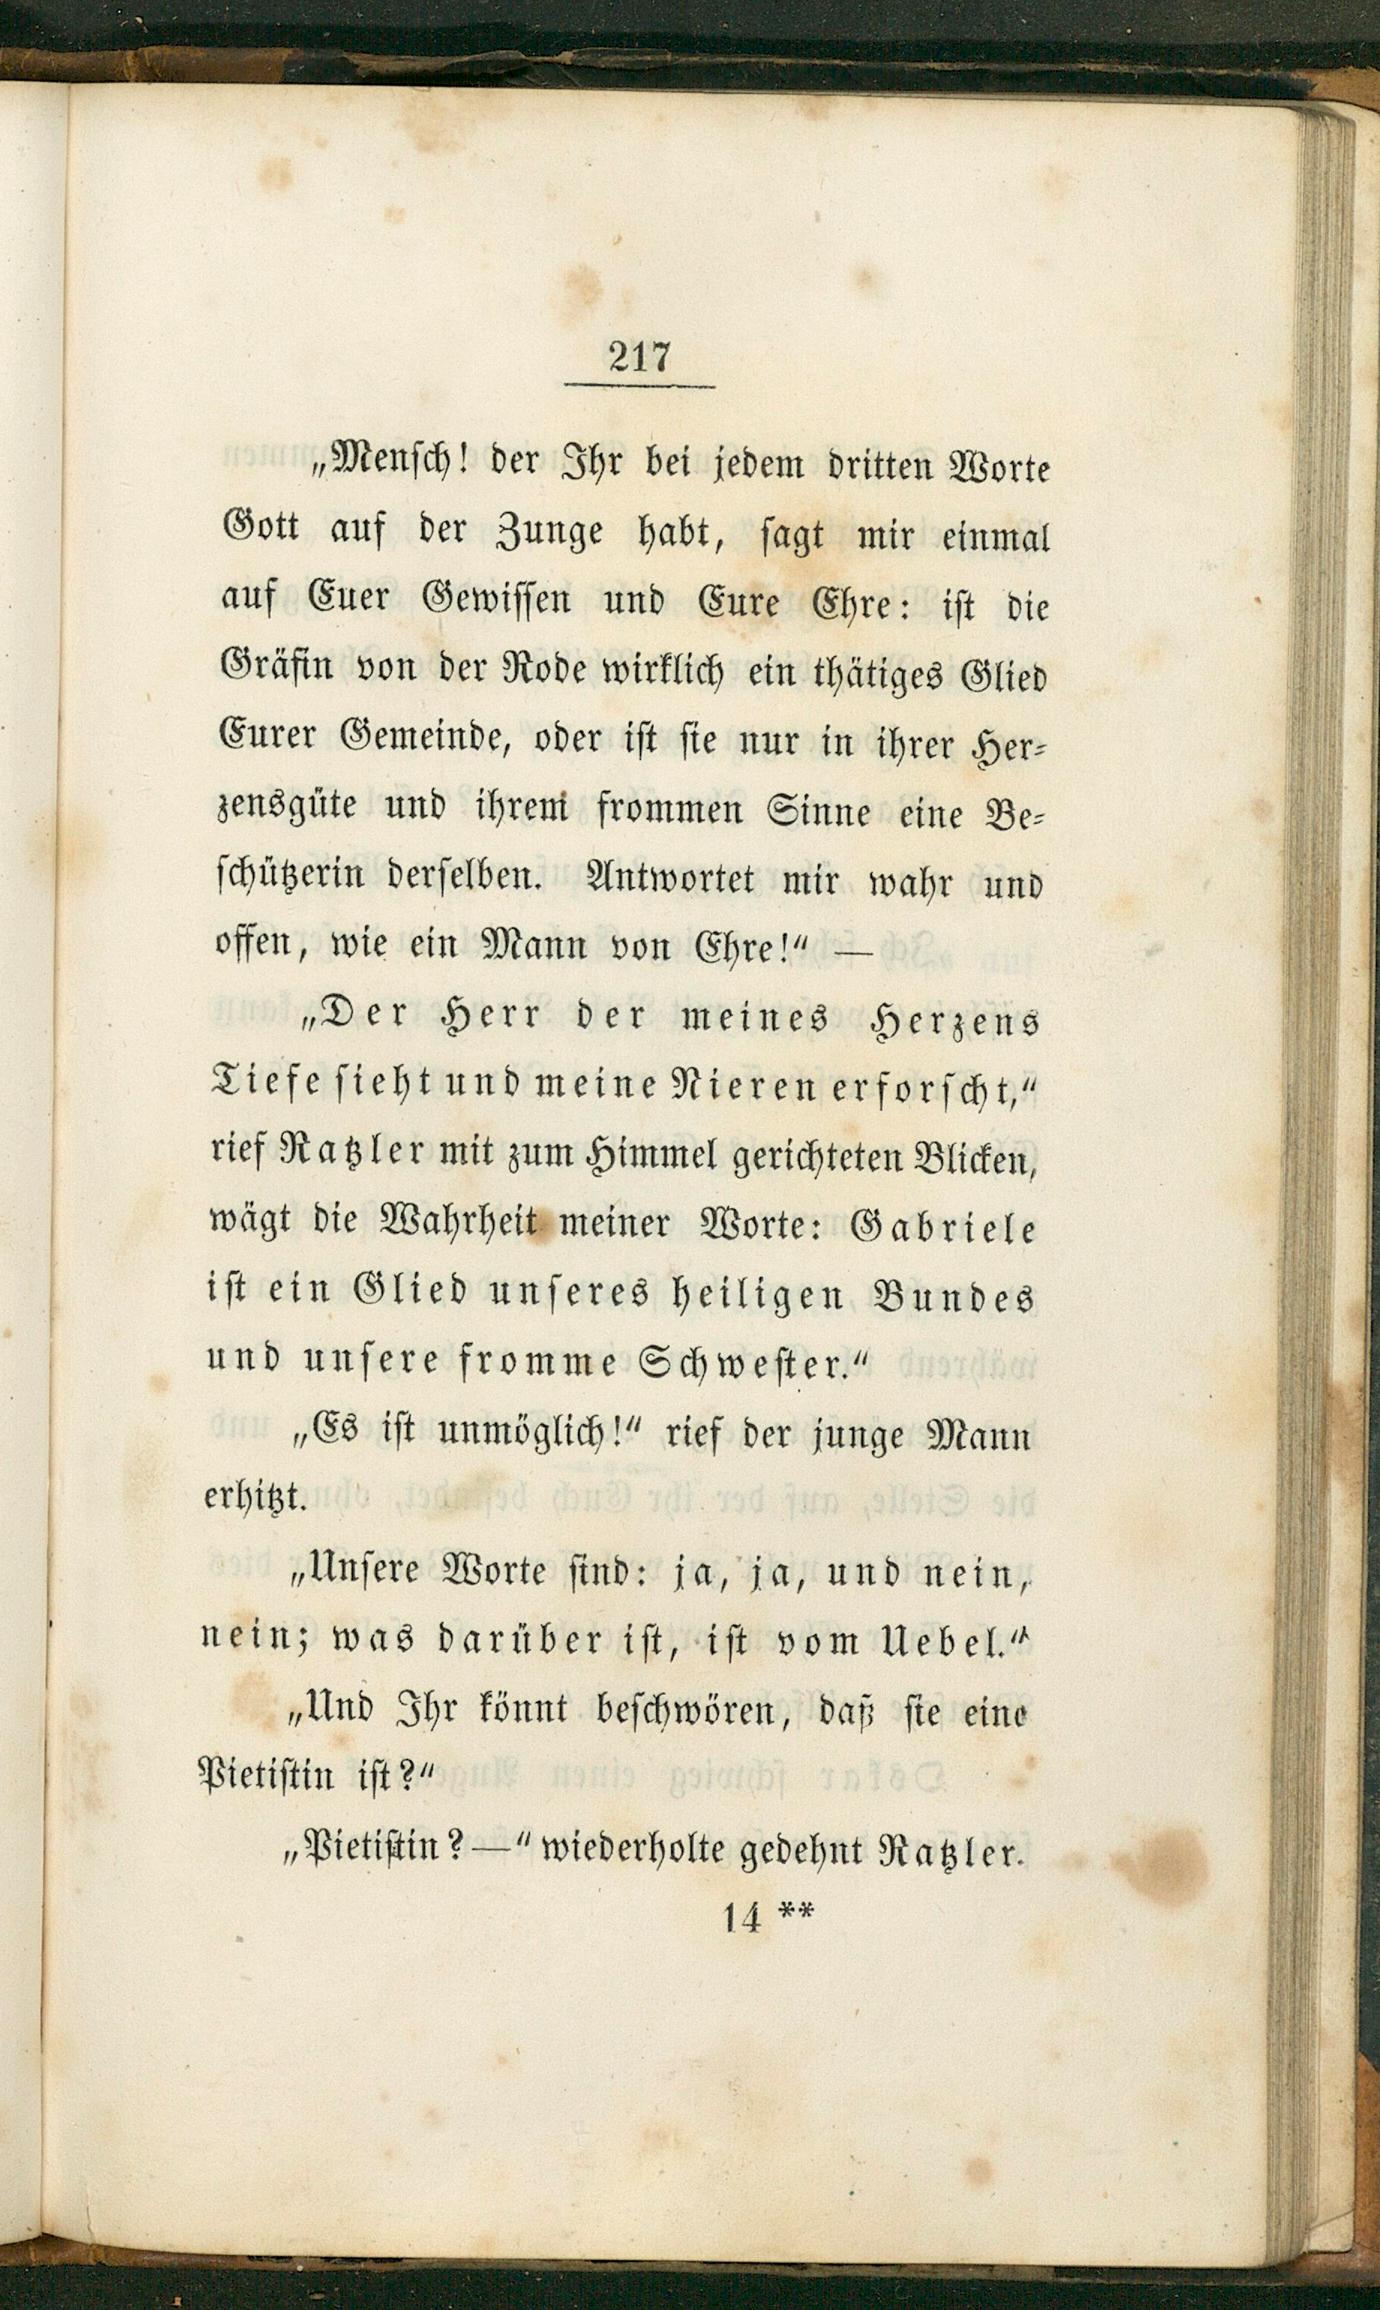 217
„Mensch! der Ihr bei jedem dritten Worte
Gott auf der Zunge habt, sagt mir einmal
auf Euer Gewissen und Eure Ehre: ist die
Gräfin von der Rode wirklich ein thätiges Glied
Eurer Gemeinde, oder ist sie nur in ihrer Her-
zensgüte und ihrem frommen Sinne eine Be-
schützerin derselben. Antwortet mir wahr und
offen, wie ein Mann von Ehre!“ —
„Der Herr der meines Herzens
Tiefe sieht und meine Nieren erforscht,“
rief Ratzler mit zum Himmel gerichteten Blicken,
wägt die Wahrheit meiner Worte: Gabriele
ist ein Glied unseres heiligen Bundes
und unsere fromme Schwester.“
„Es ist unmöglich!“ rief der junge Mann
erhitzt.
„Unsere Worte sind: ja, ja, und nein,
nein; was darüber ist, ist vom Uebel.“
„Und Ihr könnt beschwören, daß sie eine
Pietistin ist?“
„Pietistin? —“ wiederholte gedehnt Ratzler.
14 **